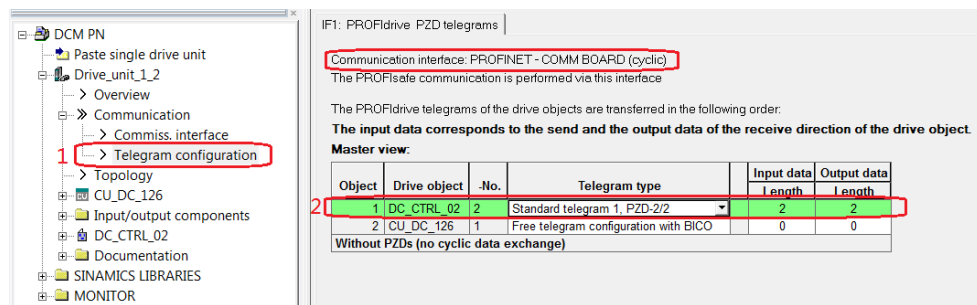 DCM PN
Paste single drive unit
Drive_unit_1_2
Overview
Communication
Commiss. interface
1
Telegram configuration
Topology
CU_DC_126
Input/output components
DC_CTRL_02
Documentation
SINAMICS LIBRARIES
MONITOR
IF1: PROFIdrive PZD telegrams
Communication interface: PROFINET - COMM BOARD (cyclic)
The PROFIsafe communication is performed via this interface
The PROFIdrive telegrams of the drive objects are transferred in the following order:
The input data corresponds to the send and the output data of the receive direction of the drive object.
Master view:
Object Drive object -No. Telegram type Input data Output data
Length Length
2 1 DC_CTRL_02 2 Standard telegram 1, PZD-2/2 2 2
2 CU_DC_126 1 Free telegram configuration with BICO 0 0
Without PZDs (no cyclic data exchange)